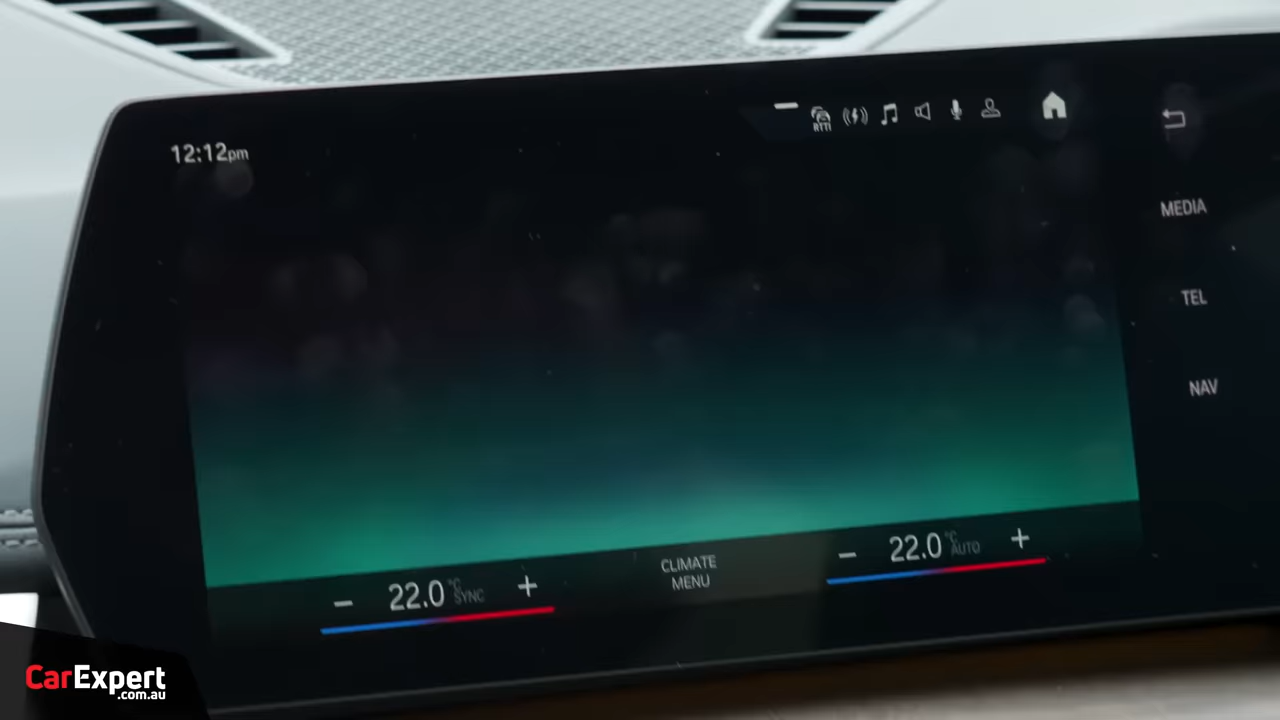 12:12pm
RTTI
MEDIA
TEL
NAV
22.0 °C
SYNC
CLIMATE
MENU
22.0 °C
AUTO
CarExpert
.com.au